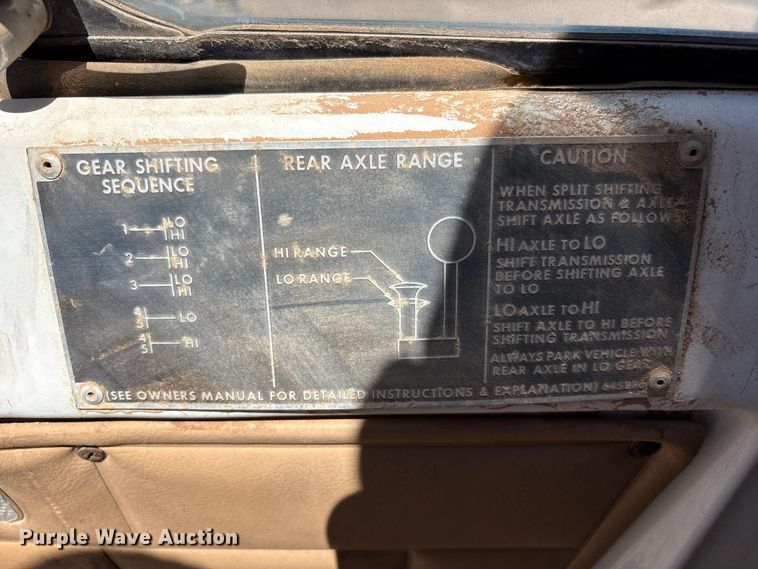 GEAR SHIFTING
SEQUENCE
1 LO
HI
2 LO
HI
3 LO
HI
4
5 LO
4
5 HI
REAR AXLE RANGE
HI RANGE
LO RANGE
CAUTION
WHEN SPLIT SHIFTING
TRANSMISSION & AXLE
SHIFT AXLE AS FOLLOWS
HI AXLE TO LO
SHIFT TRANSMISSION
BEFORE SHIFTING AXLE
TO LO
LO AXLE TO HI
SHIFT AXLE TO HI BEFORE
SHIFTING TRANSMISSION
ALWAYS PARK VEHICLE WITH
REAR AXLE IN LO GEAR
(SEE OWNERS MANUAL FOR DETAILED INSTRUCTIONS & EXPLANATION)
Purple Wave Auction